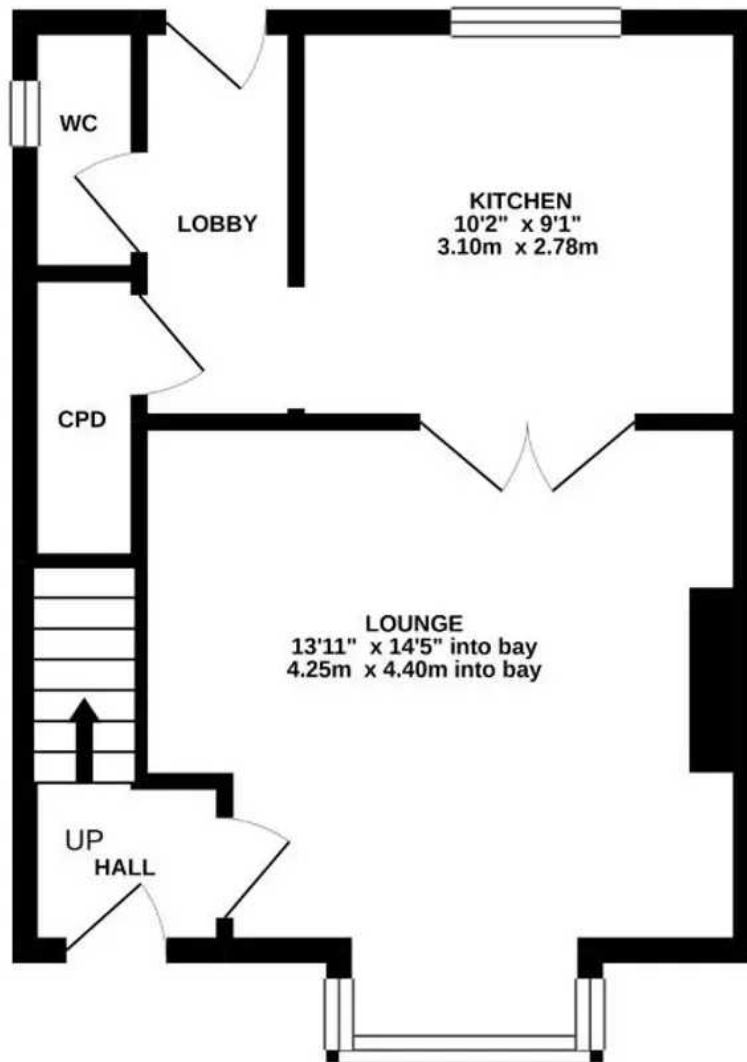 WC
LOBBY
KITCHEN
10'2" x 9'1"
3.10m x 2.78m
CPD
LOUNGE
13'11" x 14'5" into bay
4.25m x 4.40m into bay
UP
HALL